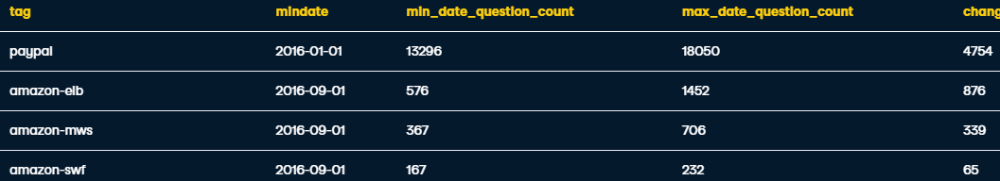 tag mindate min_date_question_count max_date_question_count chang
paypal 2016-01-01 13296 18050 4754
amazon-elb 2016-09-01 576 1452 876
amazon-mws 2016-09-01 367 706 339
amazon-swf 2016-09-01 167 232 65